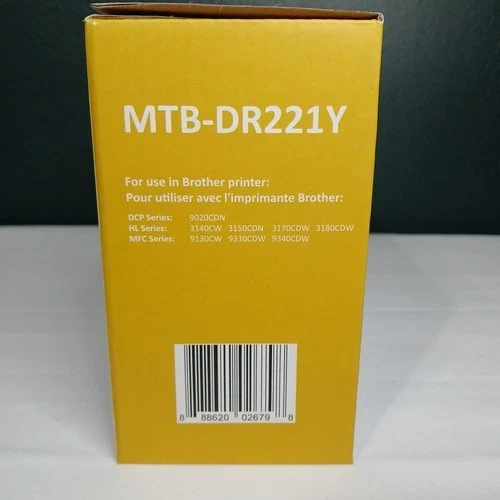 MTB-DR221Y
For use in Brother printer:
Pour utiliser avec l'imprimante Brother:
DCP Series: 9020CDN
HL Series: 3140CW 3150CDN 3170CDW 3180CDW
MFC Series: 9130CW 9330CDW 9340CDW
8 88620 02679 8